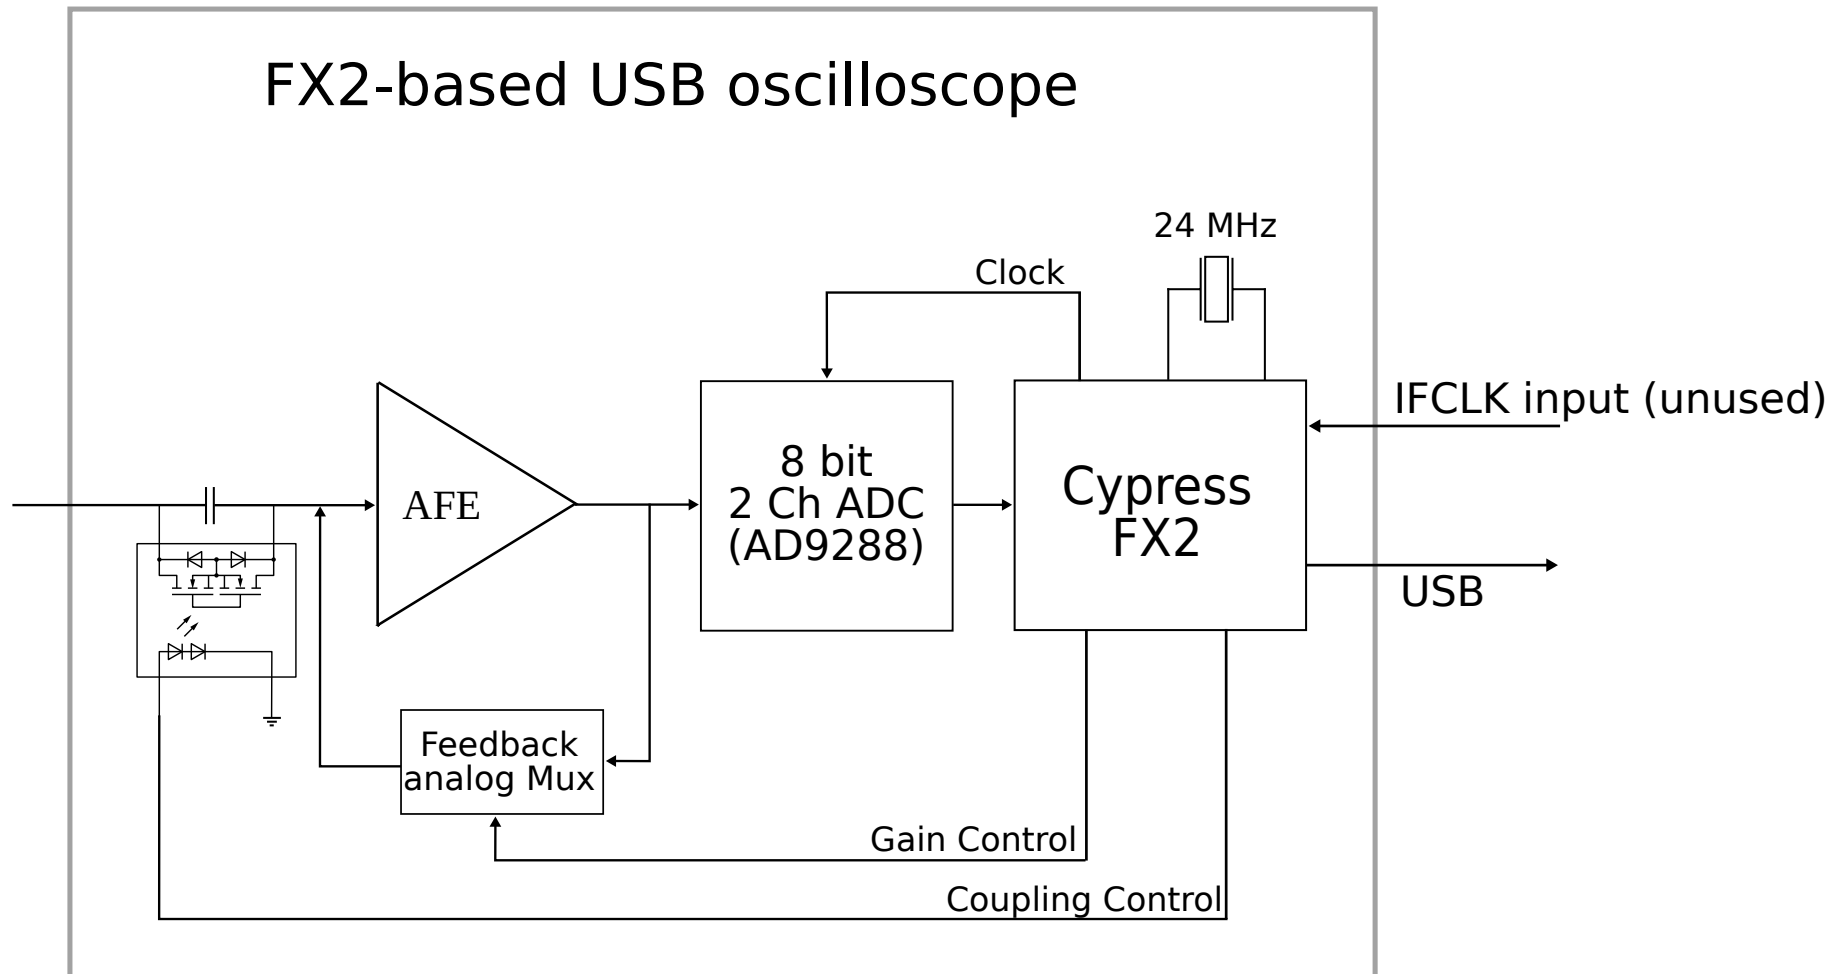 FX2-based USB oscilloscope
24 MHz
Clock
IFCLK input (unused)
AFE
8 bit
2 Ch ADC
(AD9288)
Cypress
FX2
USB
Feedback
analog Mux
Gain Control
Coupling Control